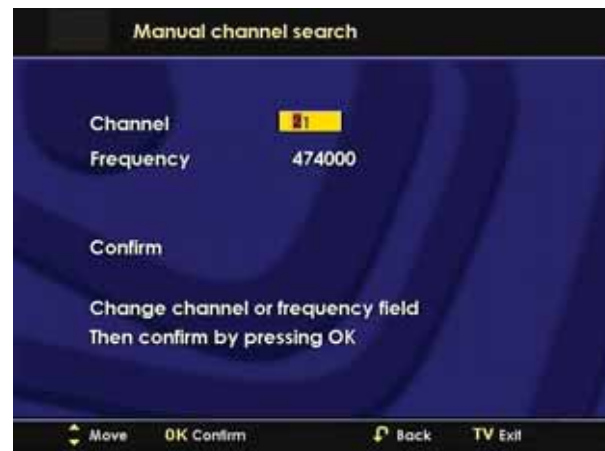 Manual channel search
Channel 21
Frequency 474000
Confirm
Change channel or frequency field
Then confirm by pressing OK
Move OK Confirm Back TV Exit